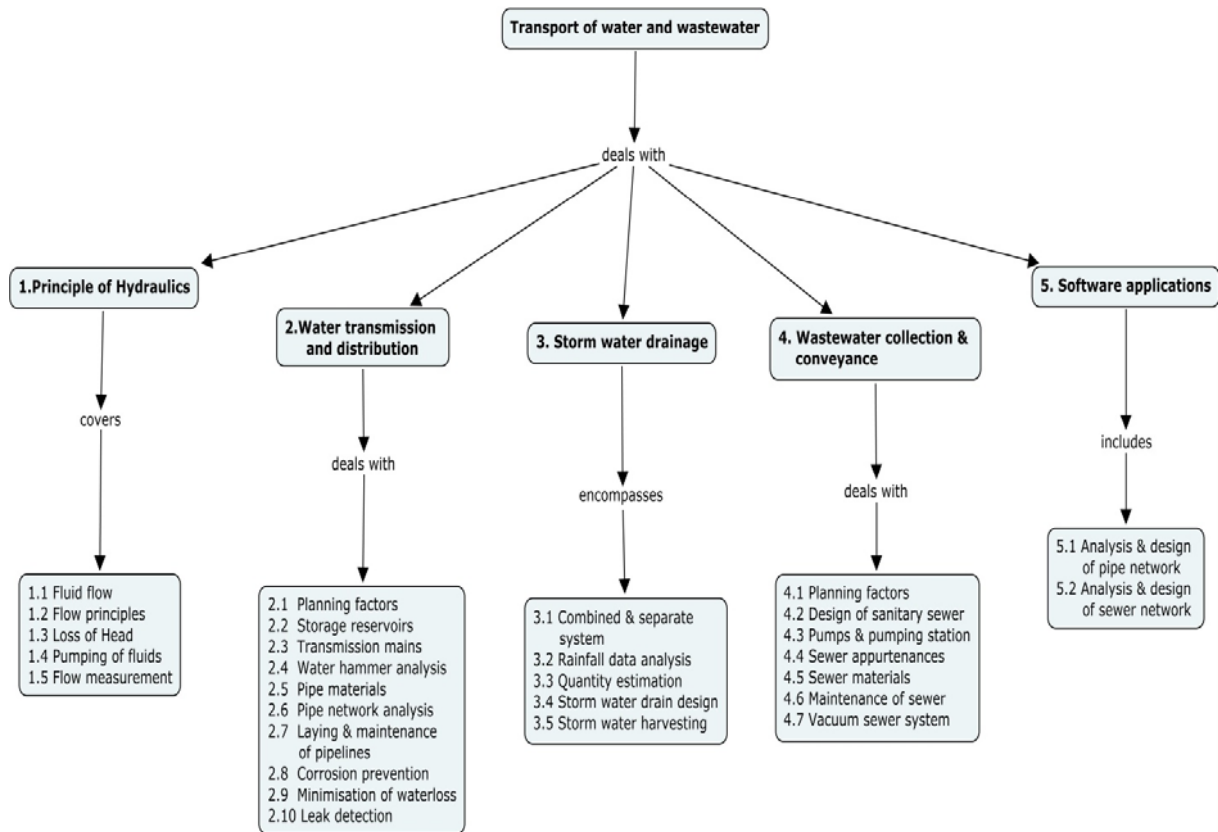 Transport of water and wastewater
deals with
1.Principle of Hydraulics
2.Water transmission
and distribution
3. Storm water drainage
4. Wastewater collection &
conveyance
5. Software applications
covers
deals with
encompasses
deals with
includes
1.1 Fluid flow
1.2 Flow principles
1.3 Loss of Head
1.4 Pumping of fluids
1.5 Flow measurement
2.1 Planning factors
2.2 Storage reservoirs
2.3 Transmission mains
2.4 Water hammer analysis
2.5 Pipe materials
2.6 Pipe network analysis
2.7 Laying & maintenance
of pipelines
2.8 Corrosion prevention
2.9 Minimisation of waterloss
2.10 Leak detection
3.1 Combined & separate
system
3.2 Rainfall data analysis
3.3 Quantity estimation
3.4 Storm water drain design
3.5 Storm water harvesting
4.1 Planning factors
4.2 Design of sanitary sewer
4.3 Pumps & pumping station
4.4 Sewer appurtenances
4.5 Sewer materials
4.6 Maintenance of sewer
4.7 Vacuum sewer system
5.1 Analysis & design
of pipe network
5.2 Analysis & design
of sewer network